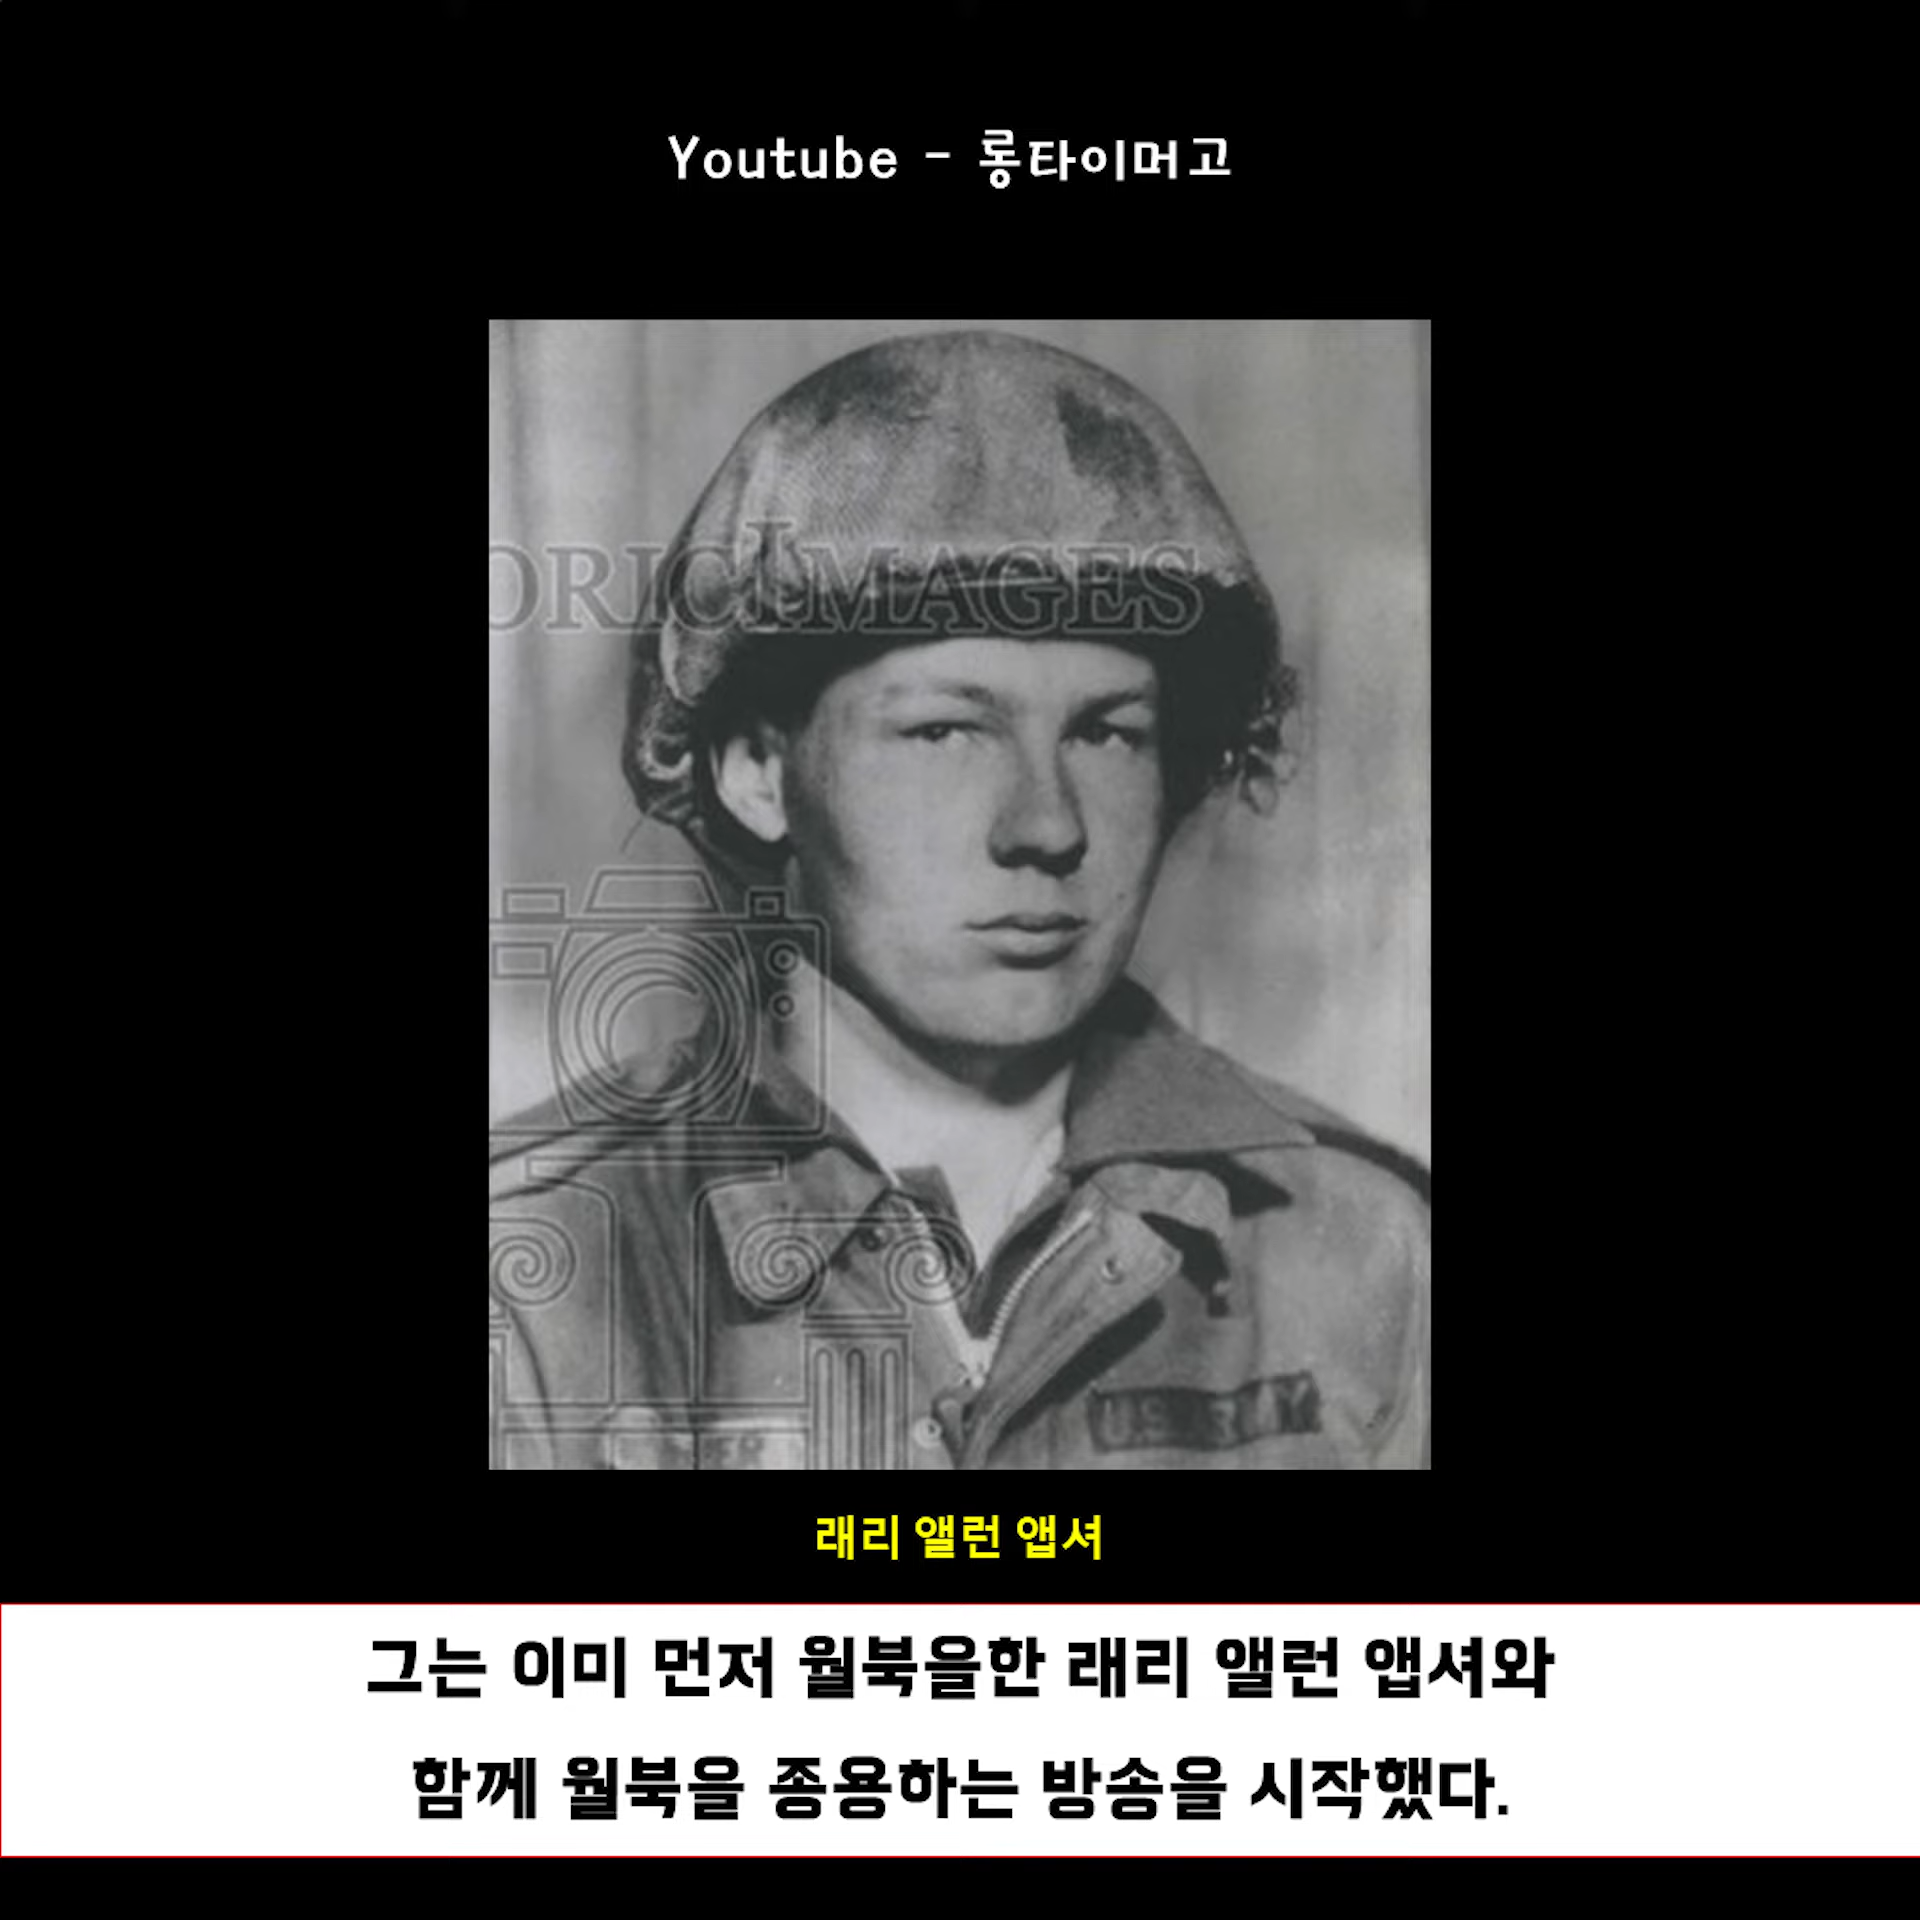 Youtube - 롱타이머고
ORICIMAGES
U.S. ARMY
래리 앨런 앱셔
그는 이미 먼저 월북을한 래리 앨런 앱셔와
함께 월북을 종용하는 방송을 시작했다.